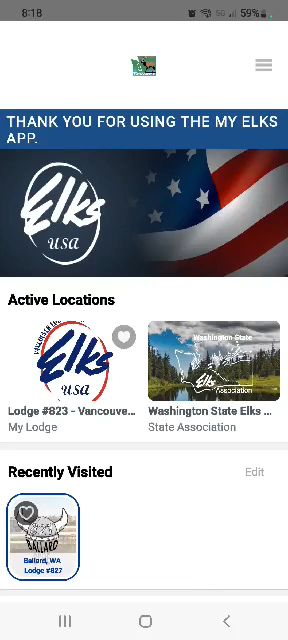 8:18
5G
59%
THANK YOU FOR USING THE MY ELKS
APP.
Elks
usa
Active Locations
Elks
usa
Washington State
Elks
Association
Lodge #823 - Vancouve...
My Lodge
Washington State Elks ...
State Association
Recently Visited
Edit
BALLARD
Ballard, WA
Lodge #827